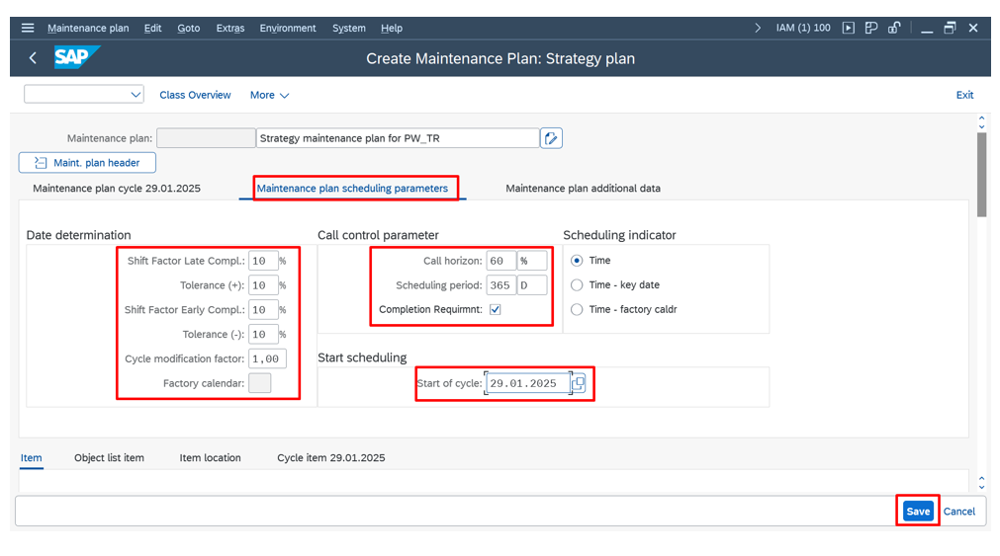 Maintenance plan Edit Goto Extras Environment System Help IAM (1) 100
SAP Create Maintenance Plan: Strategy plan
Class Overview More Exit
Maintenance plan: Strategy maintenance plan for PW_TR
Maint. plan header
Maintenance plan cycle 29.01.2025 Maintenance plan scheduling parameters Maintenance plan additional data
Date determination Call control parameter Scheduling indicator
Shift Factor Late Compl.: 10 % Call horizon: 60 % Time
Tolerance (+): 10 % Scheduling period: 365 D Time - key date
Shift Factor Early Compl.: 10 % Completion Requirmnt: Time - factory caldr
Tolerance (-): 10 %
Cycle modification factor: 1,00 Start scheduling
Factory calendar: Start of cycle: 29.01.2025
Item Object list item Item location Cycle item 29.01.2025
Save Cancel